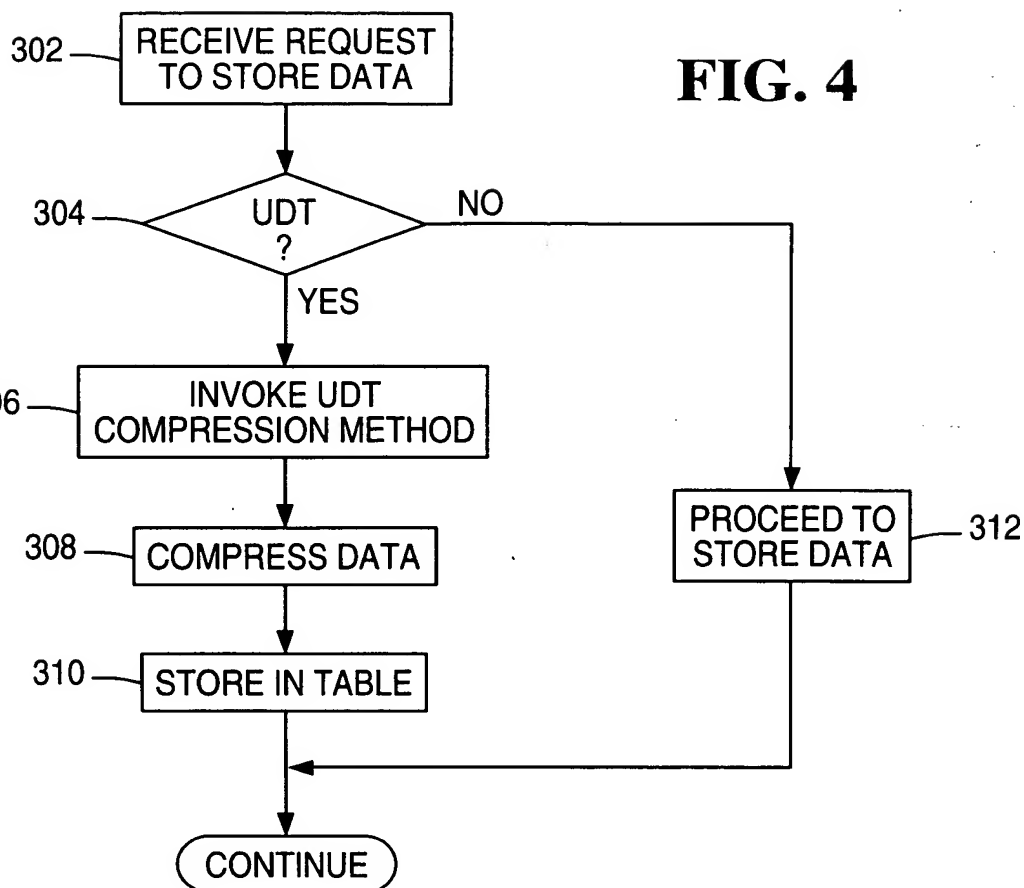 FIG. 4
302
RECEIVE REQUEST
TO STORE DATA
304
UDT
?
NO
YES
06
INVOKE UDT
COMPRESSION METHOD
308
COMPRESS DATA
PROCEED TO
STORE DATA
312
310
STORE IN TABLE
CONTINUE